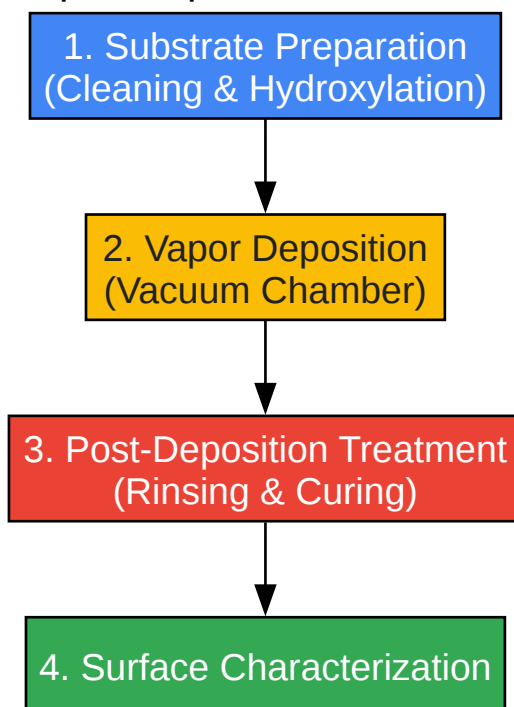 1. Substrate Preparation
(Cleaning & Hydroxylation)
2. Vapor Deposition
(Vacuum Chamber)
3. Post-Deposition Treatment
(Rinsing & Curing)
4. Surface Characterization